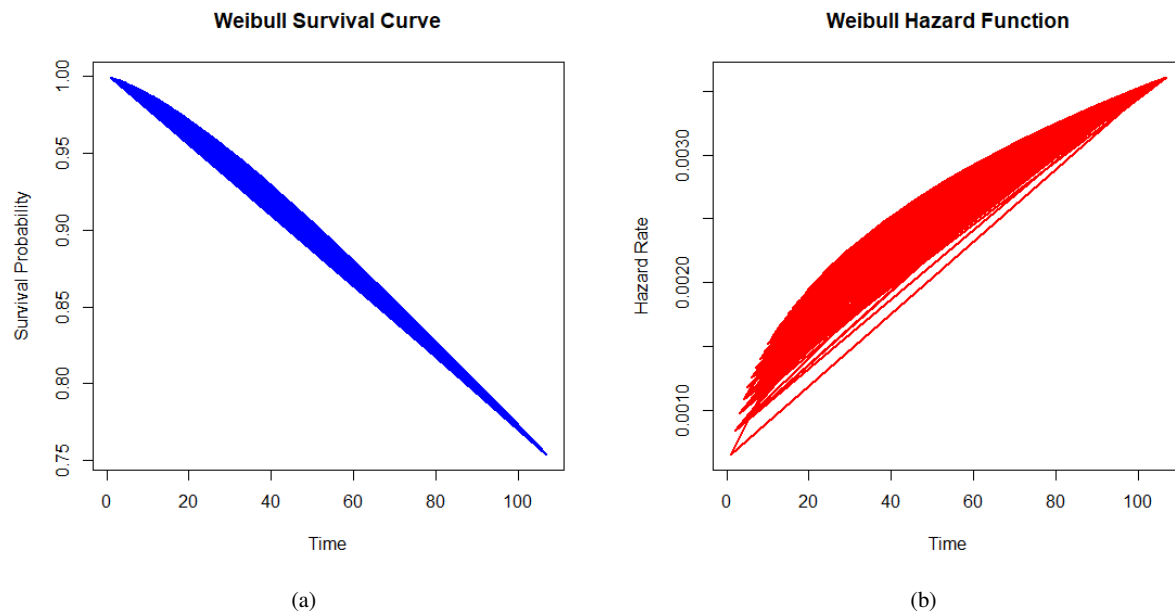 Weibull Survival Curve
Survival Probability
1.00
0.95
0.90
0.85
0.80
0.75
0 20 40 60 80 100
Time
(a)
Weibull Hazard Function
Hazard Rate
0.0030
0.0020
0.0010
0 20 40 60 80 100
Time
(b)